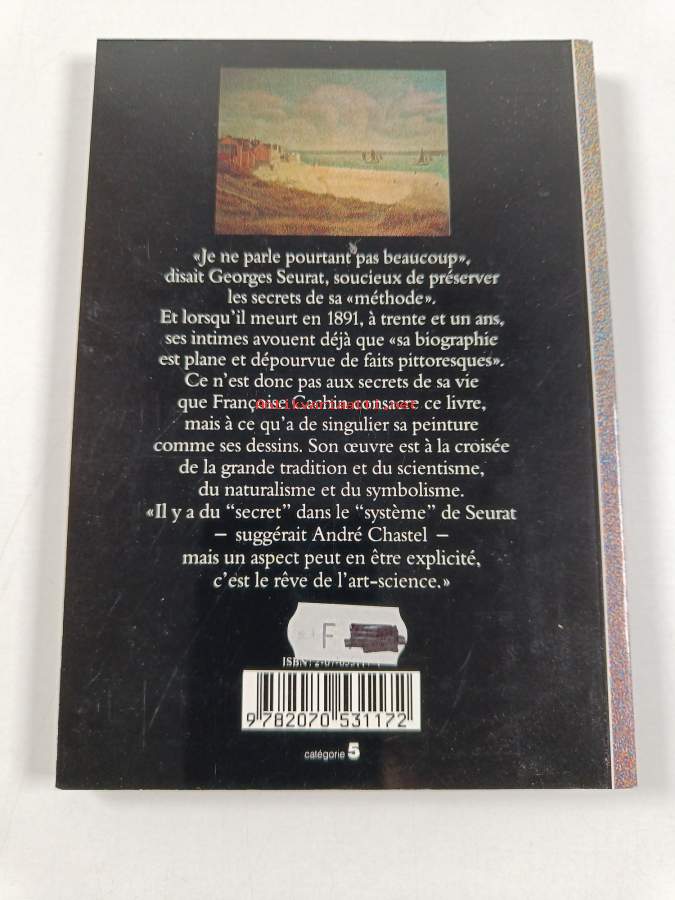 «Je ne parle pourtant pas beaucoup»,
disait Georges Seurat, soucieux de préserver
les secrets de sa «méthode».
Et lorsqu'il meurt en 1891, à trente et un ans,
ses intimes avouent déjà que «sa biographie
est plane et dépourvue de faits pittoresques».
Ce n'est donc pas aux secrets de sa vie
que Françoise Cachin consacre ce livre,
mais à ce qu'a de singulier sa peinture
comme ses dessins. Son œuvre est à la croisée
de la grande tradition et du scientisme,
du naturalisme et du symbolisme.
«Il y a du “secret” dans le “système” de Seurat
– suggérait André Chastel –
mais un aspect peut en être explicité,
c'est le rêve de l'art-science.»
F
ISBN:
9 782070 531172
catégorie 5